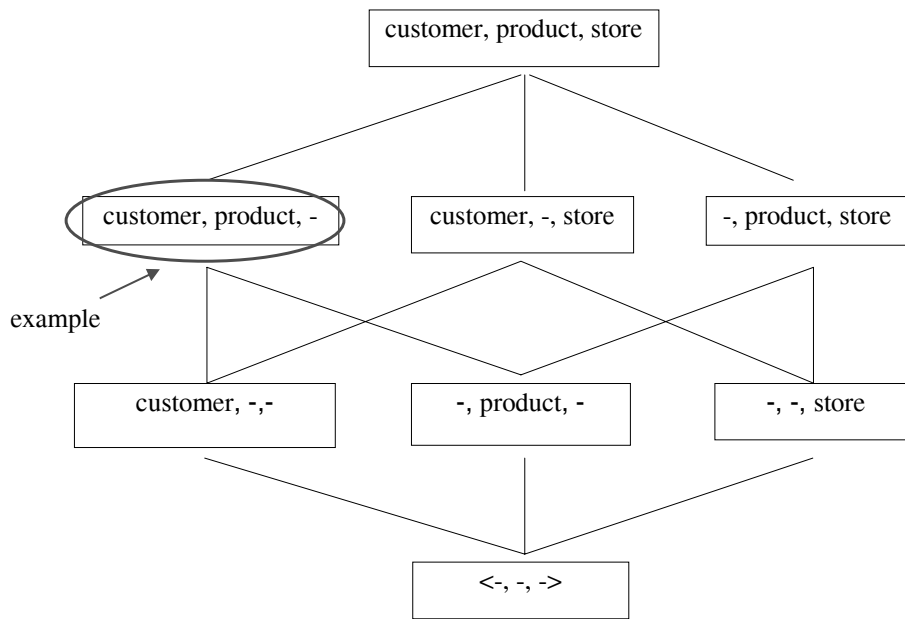 customer, product, store
customer, product, -
customer, -, store
-, product, store
example
customer, -,-
-, product, -
-, -, store
<-, -, ->